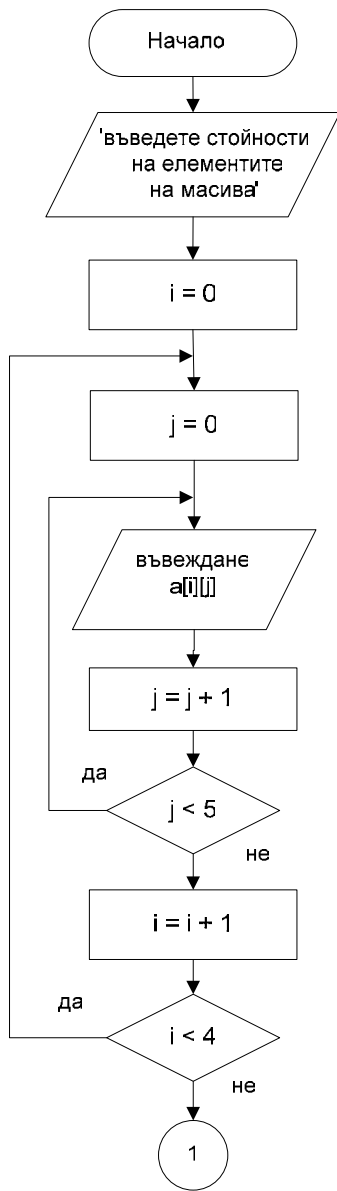 Начало
'въведете стойности
на елементите
на масива'
i = 0
j = 0
въвеждане
a[i][j]
j = j + 1
да
j < 5
не
i = i + 1
да
i < 4
не
1